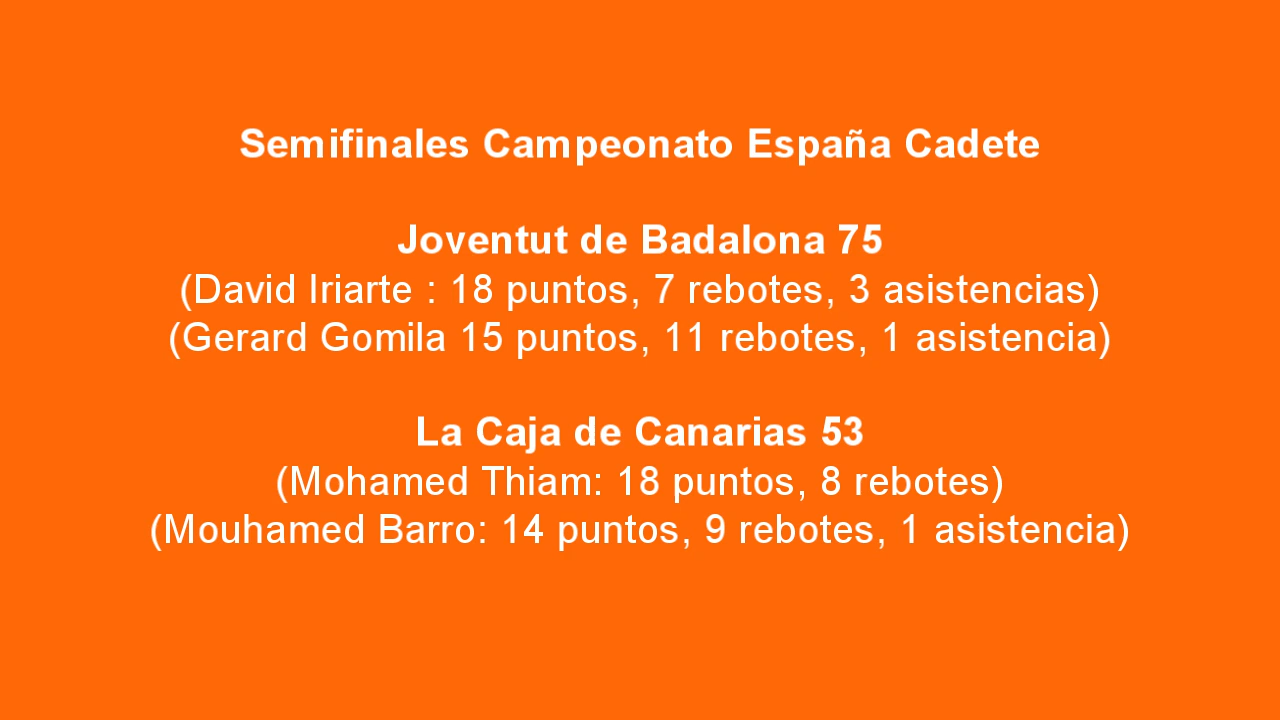 Semifinales Campeonato España Cadete
Joventut de Badalona 75
(David Iriarte : 18 puntos, 7 rebotes, 3 asistencias)
(Gerard Gomila 15 puntos, 11 rebotes, 1 asistencia)
La Caja de Canarias 53
(Mohamed Thiam: 18 puntos, 8 rebotes)
(Mouhamed Barro: 14 puntos, 9 rebotes, 1 asistencia)